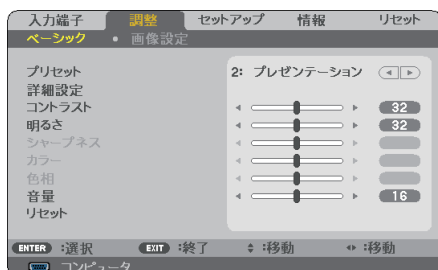 入力端子 調整 セットアップ 情報 リセット
ベーシック • 画像設定
プリセット 2: プレゼンテーション
詳細設定
コントラスト 32
明るさ 32
シャープネス
カラー
色相
音量 16
リセット
ENTER :選択 EXIT :終了 :移動 :移動
コンピュータ